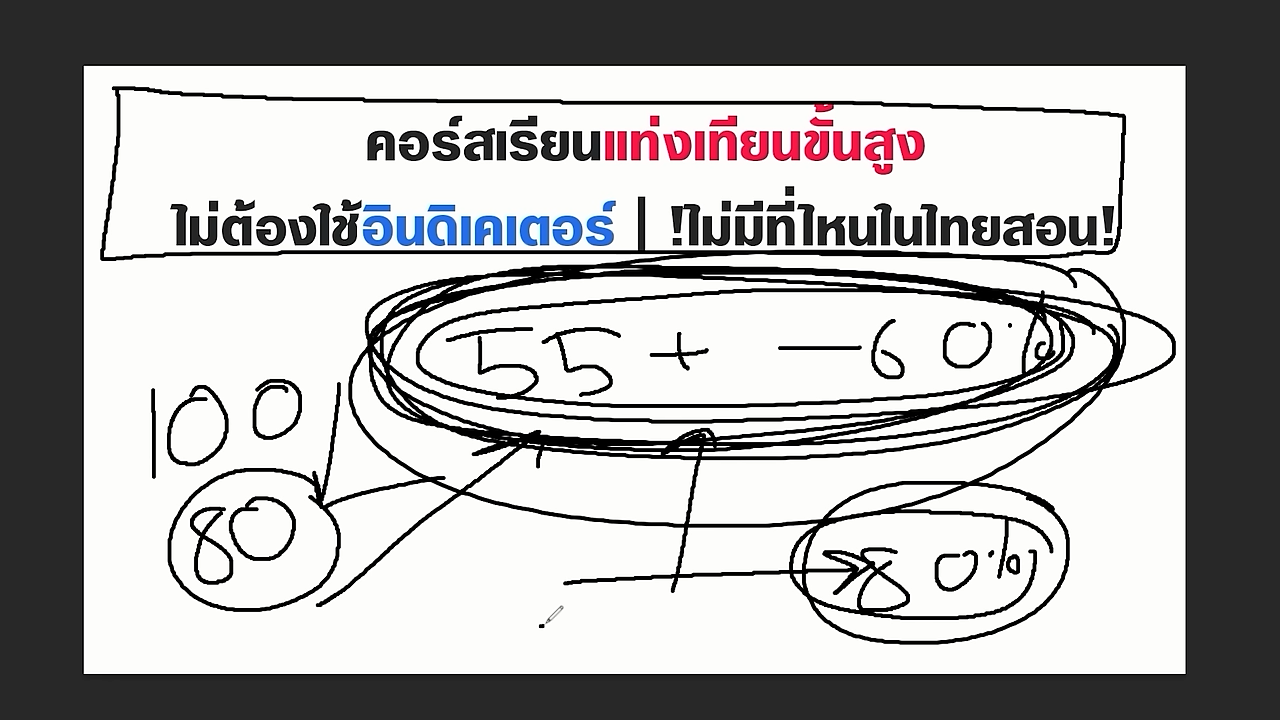 คอร์สเรียนแท่งเทียนขั้นสูง
ไม่ต้องใช้อินดิเคเตอร์ | !ไม่มีที่ไหนในไทยสอน!
55 + — 60%
100
80
80%